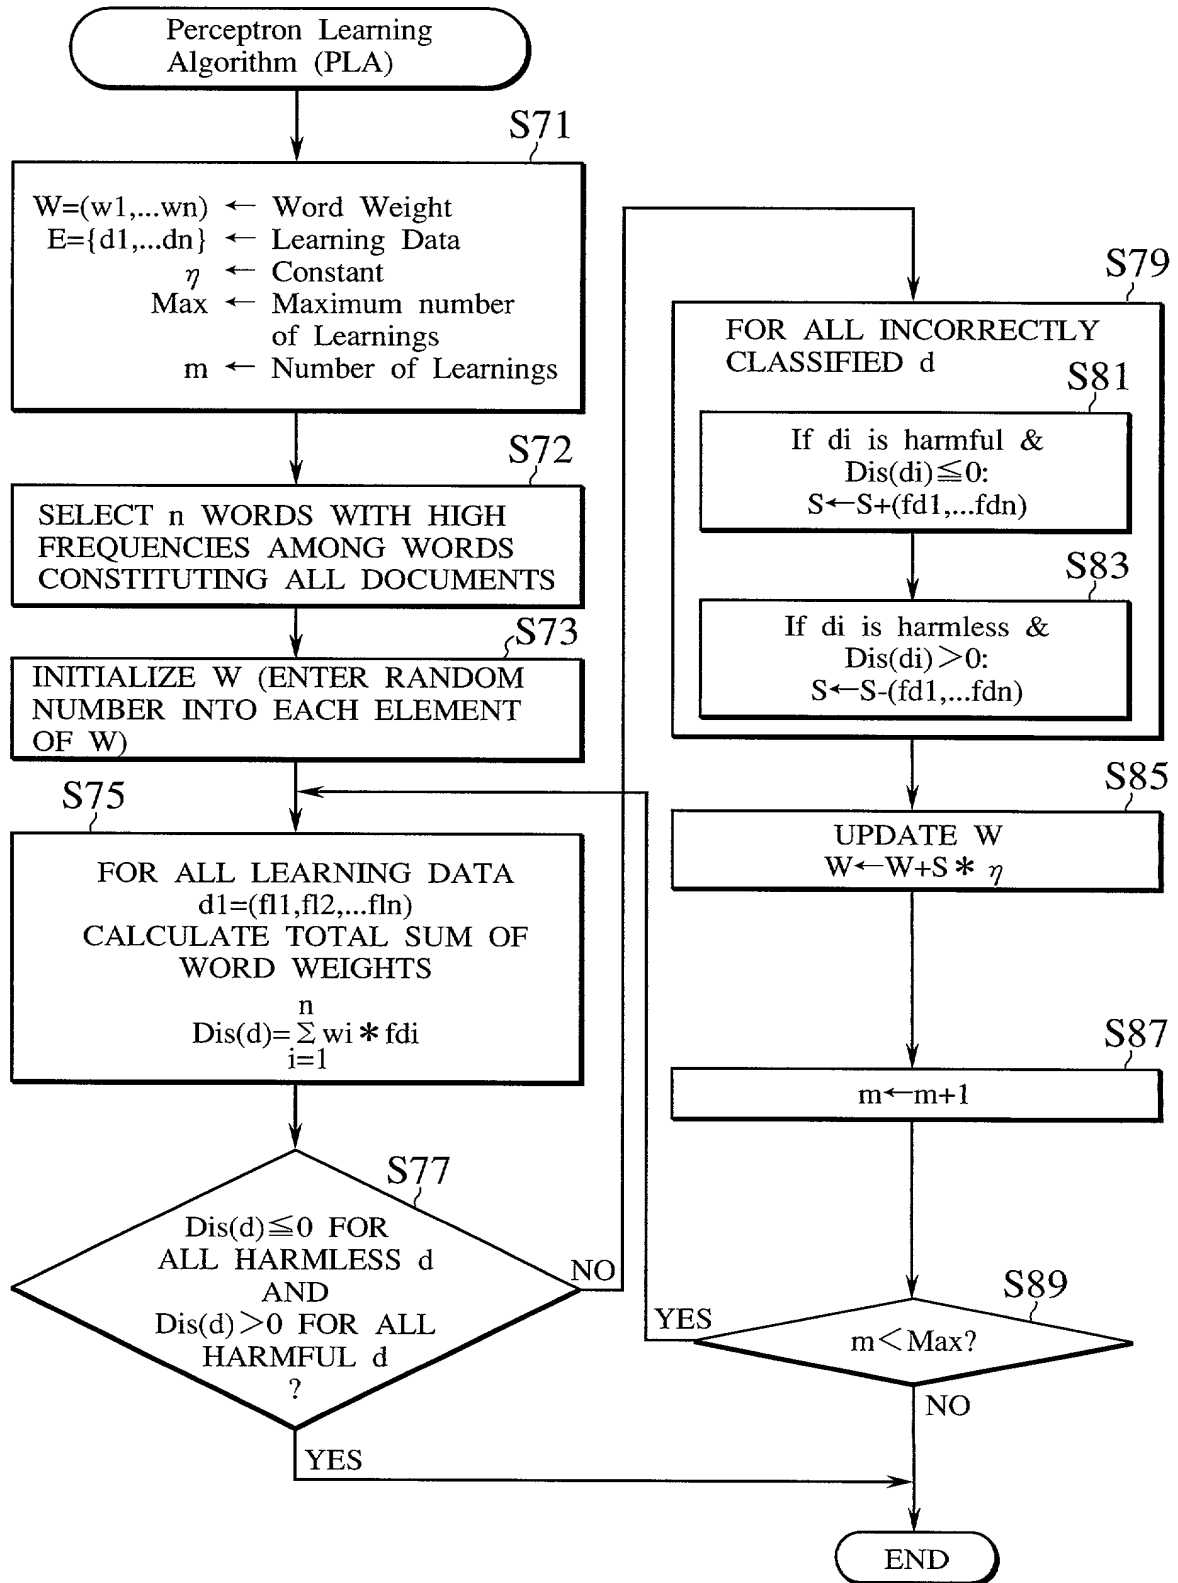 Perceptron Learning
Algorithm (PLA)
S71
W=(w1,...wn) ← Word Weight
E={d1,...dn} ← Learning Data
η ← Constant
Max ← Maximum number
of Learnings
m ← Number of Learnings
S72
SELECT n WORDS WITH HIGH
FREQUENCIES AMONG WORDS
CONSTITUTING ALL DOCUMENTS
S73
INITIALIZE W (ENTER RANDOM
NUMBER INTO EACH ELEMENT
OF W)
S75
FOR ALL LEARNING DATA
d1=(fl1,fl2,...fln)
CALCULATE TOTAL SUM OF
WORD WEIGHTS
n
Dis(d)=Σ wi * fdi
i=1
S77
Dis(d)≦0 FOR
ALL HARMLESS d
AND
Dis(d)>0 FOR ALL
HARMFUL d
?
NO
YES
S79
FOR ALL INCORRECTLY
CLASSIFIED d
S81
If di is harmful &
Dis(di)≦0:
S←S+(fd1,...fdn)
S83
If di is harmless &
Dis(di)>0:
S←S-(fd1,...fdn)
S85
UPDATE W
W←W+S * η
S87
m←m+1
S89
m<Max?
YES
NO
END